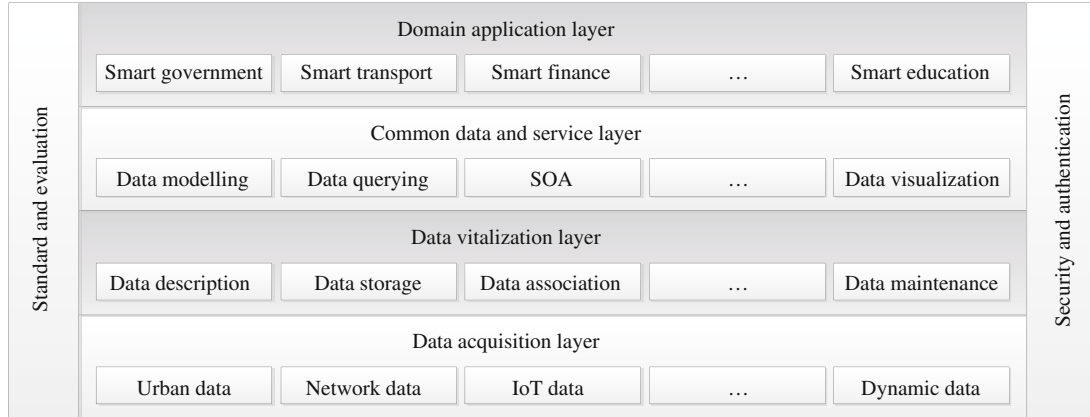 Standard and evaluation
Domain application layer
Smart government
Smart transport
Smart finance
…
Smart education
Common data and service layer
Data modelling
Data querying
SOA
…
Data visualization
Data vitalization layer
Data description
Data storage
Data association
…
Data maintenance
Data acquisition layer
Urban data
Network data
IoT data
…
Dynamic data
Security and authentication